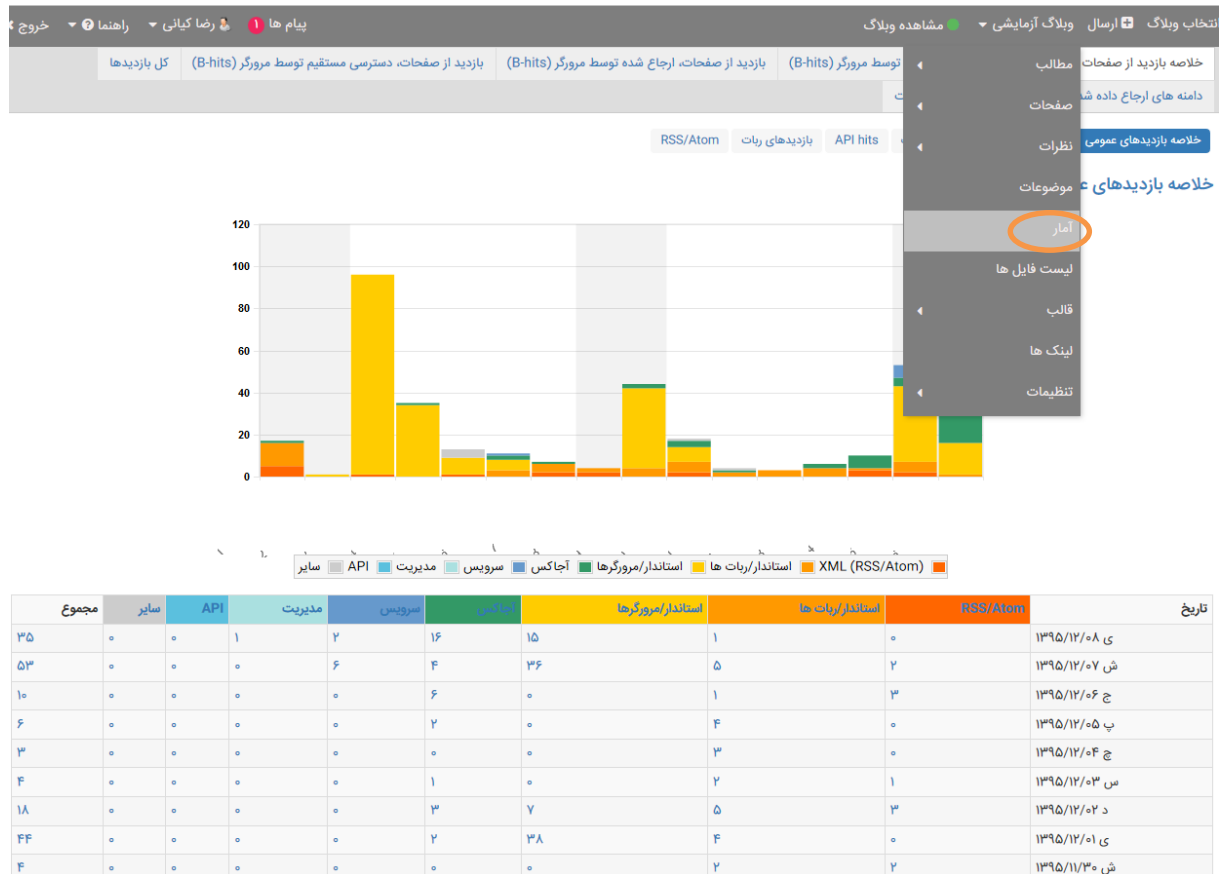 انتخاب وبلاگ ارسال وبلاگ آزمایشی مشاهده وبلاگ پیام ها ۱ رضا کیانی راهنما خروج
خلاصه بازدید از صفحات توسط مرورگر (B-hits) بازدید از صفحات، ارجاع شده توسط مرورگر (B-hits) بازدید از صفحات، دسترسی مستقیم توسط مرورگر (B-hits) کل بازدیدها
دامنه های ارجاع داده
خلاصه بازدیدهای عمومی API hits بازدیدهای ربات RSS/Atom
خلاصه بازدیدهای
مطالب
صفحات
نظرات
موضوعات
آمار
لیست فایل ها
قالب
لینک ها
تنظیمات
120
100
80
60
40
20
0
XML (RSS/Atom) استاندار/ربات ها استاندار/مرورگرها آجاکس سرویس مدیریت API سایر
تاریخ RSS/Atom استاندار/ربات ها استاندار/مرورگرها آجاکس سرویس مدیریت API سایر مجموع
ی ۱۳۹۵/۱۲/۰۸ ۰ ۱ ۱۵ ۱۶ ۲ ۱ ۰ ۰ ۳۵
ش ۱۳۹۵/۱۲/۰۷ ۲ ۵ ۳۶ ۴ ۶ ۰ ۰ ۰ ۵۳
ج ۱۳۹۵/۱۲/۰۶ ۳ ۱ ۰ ۶ ۰ ۰ ۰ ۰ ۱۰
پ ۱۳۹۵/۱۲/۰۵ ۰ ۴ ۰ ۲ ۰ ۰ ۰ ۰ ۶
چ ۱۳۹۵/۱۲/۰۴ ۰ ۳ ۰ ۰ ۰ ۰ ۰ ۰ ۳
س ۱۳۹۵/۱۲/۰۳ ۱ ۲ ۰ ۱ ۰ ۰ ۰ ۰ ۴
د ۱۳۹۵/۱۲/۰۲ ۳ ۵ ۷ ۳ ۰ ۰ ۰ ۰ ۱۸
ی ۱۳۹۵/۱۲/۰۱ ۰ ۴ ۳۸ ۲ ۰ ۰ ۰ ۰ ۴۴
ش ۱۳۹۵/۱۱/۳۰ ۲ ۲ ۰ ۰ ۰ ۰ ۰ ۰ ۴